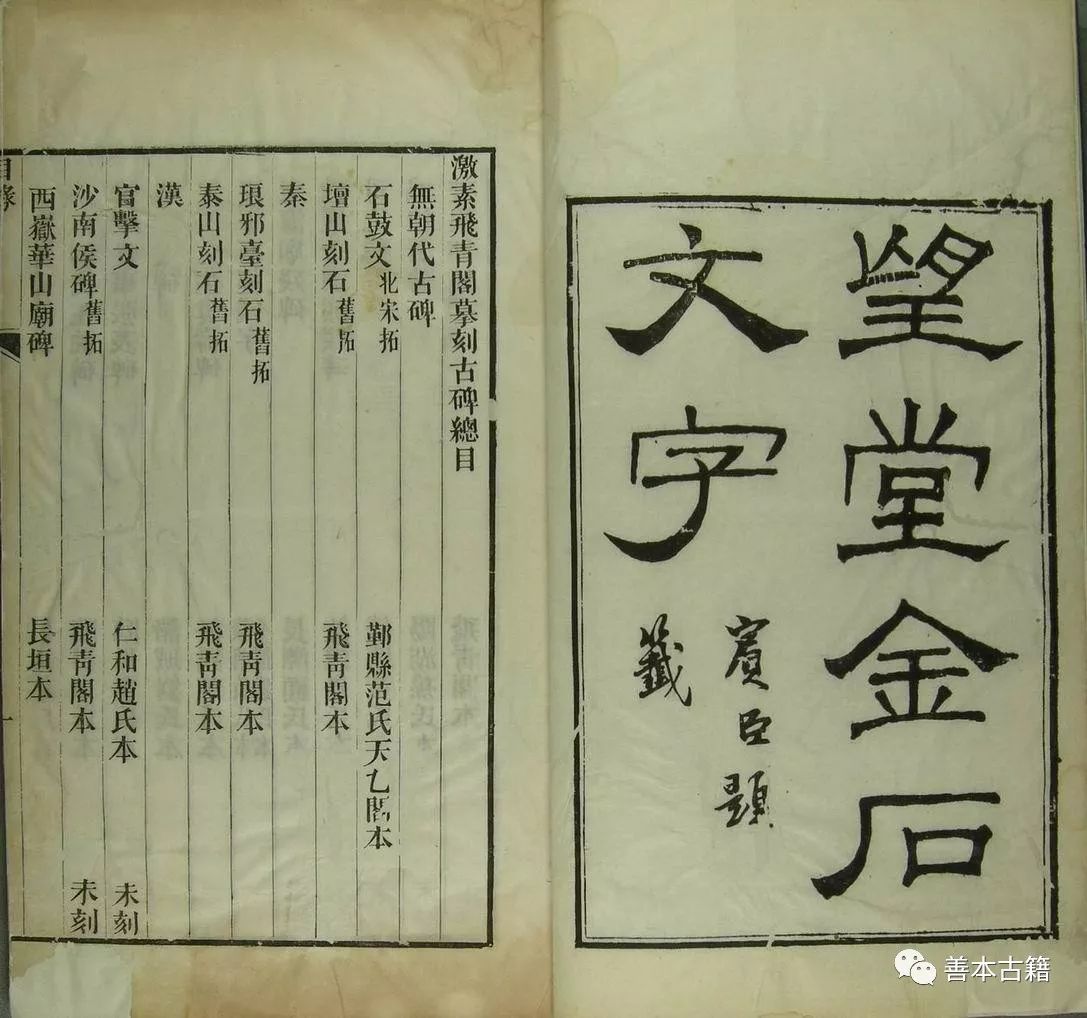 望堂金石
文字
賓臣題
籤
激素飛青閣摹刻古碑總目
無朝代古碑
石鼓文 北宋拓 鄞縣范氏天乙閣本
壇山刻石 舊拓 飛青閣本
秦
琅邪臺刻石 舊拓 飛青閣本
泰山刻石 舊拓 飛青閣本
漢
官擊文 仁和趙氏本 未刻
沙南侯碑 舊拓 飛青閣本 未刻
西嶽華山廟碑 長垣本
目錄 一
善本古籍